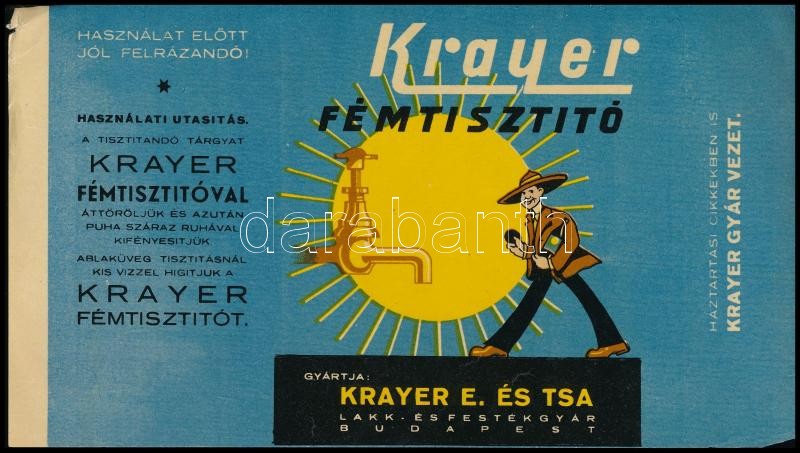 HASZNÁLAT ELŐTT
JÓL FELRÁZANDÓ!
HASZNÁLATI UTASITÁS.
A TISZTITANDÓ TÁRGYAT
KRAYER
FÉMTISZTITÓVAL
ÁTTÖRÖLJÜK ÉS AZUTÁN
PUHA SZÁRAZ RUHÁVAL
KIFÉNYESITJÜK
ABLAKÜVEG TISZTITÁSNÁL
KIS VIZZEL HIGITJUK A
KRAYER
FÉMTISZTITÓT.
Krayer
FÉMTISZTITÓ
darabanth
GYÁRTJA:
KRAYER E. ÉS TSA
LAKK- ÉS FESTÉKGYÁR
BUDAPEST
HÁZTARTÁSI CIKKEKBEN IS
KRAYER GYÁR VEZET.